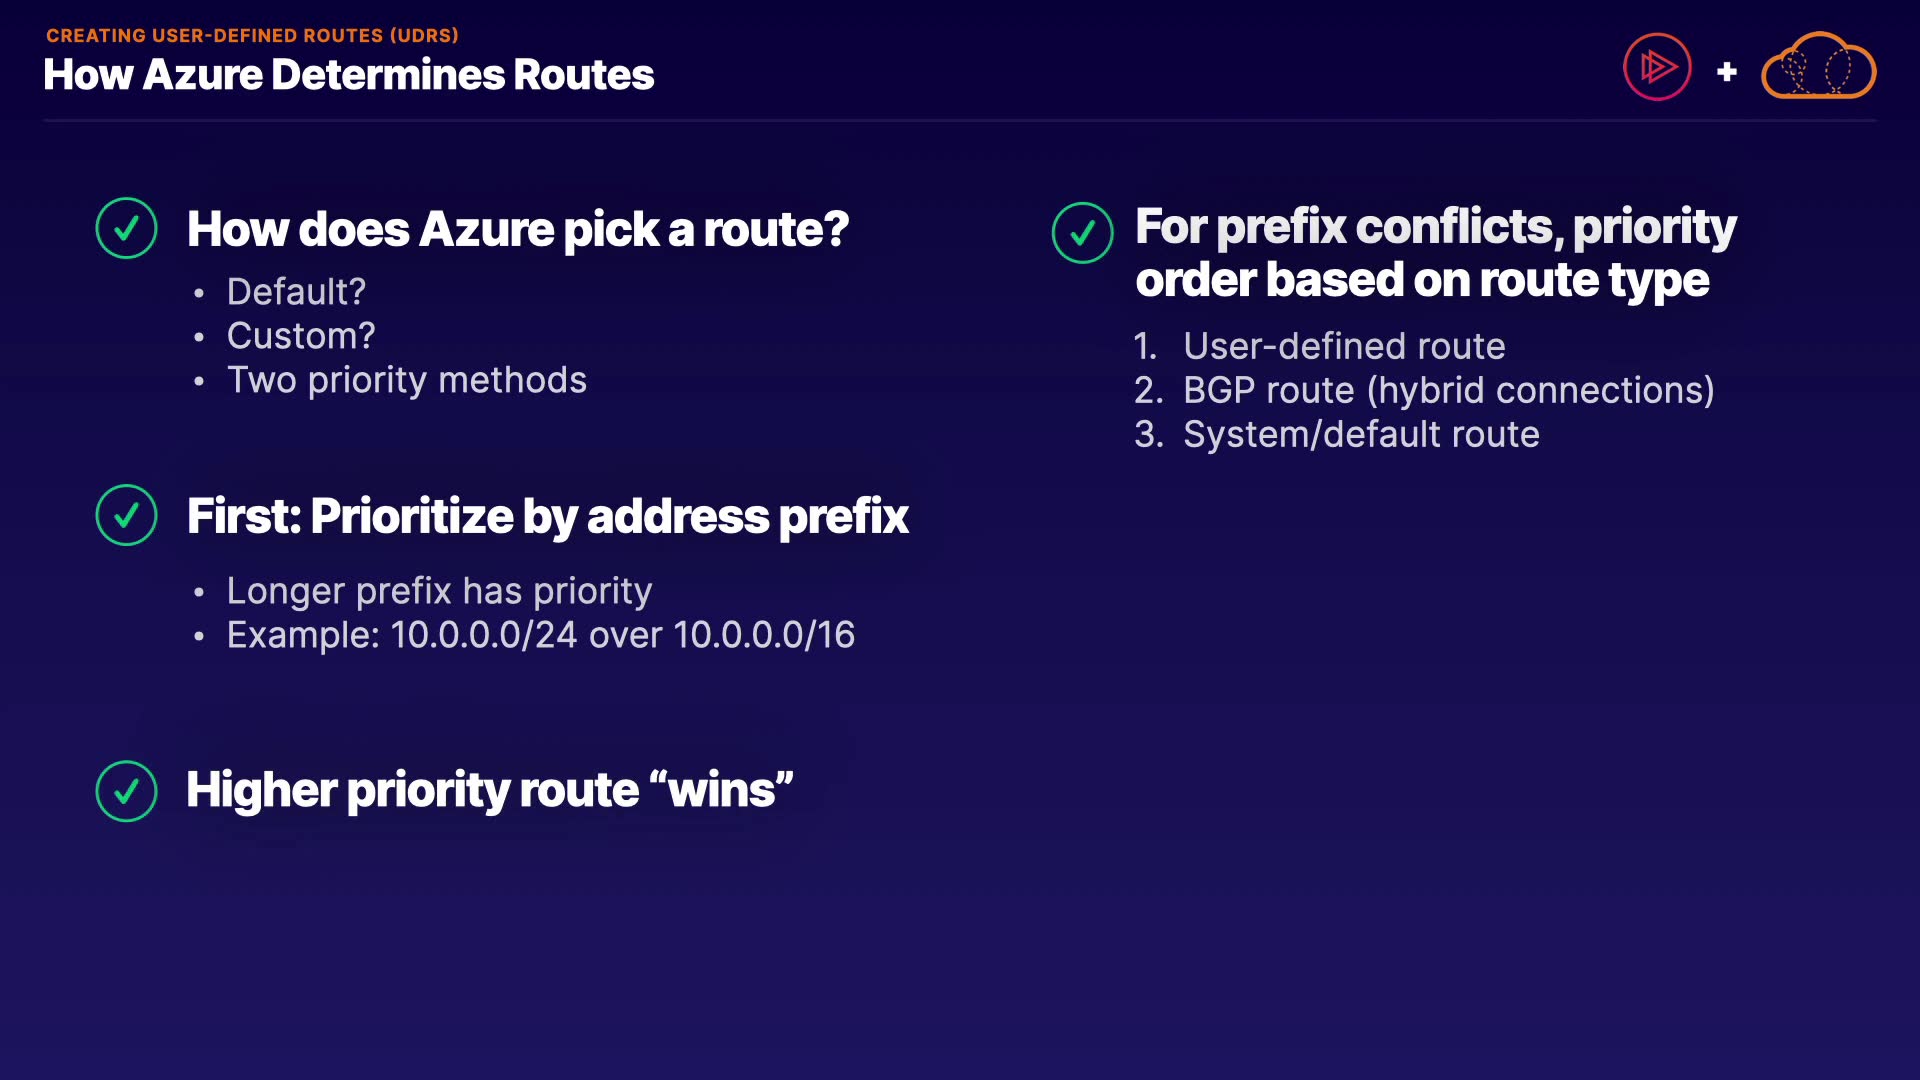 CREATING USER-DEFINED ROUTES (UDRS)
How Azure Determines Routes
+
How does Azure pick a route?
• Default?
• Custom?
• Two priority methods
First: Prioritize by address prefix
• Longer prefix has priority
• Example: 10.0.0.0/24 over 10.0.0.0/16
Higher priority route “wins”
For prefix conflicts, priority
order based on route type
1. User-defined route
2. BGP route (hybrid connections)
3. System/default route